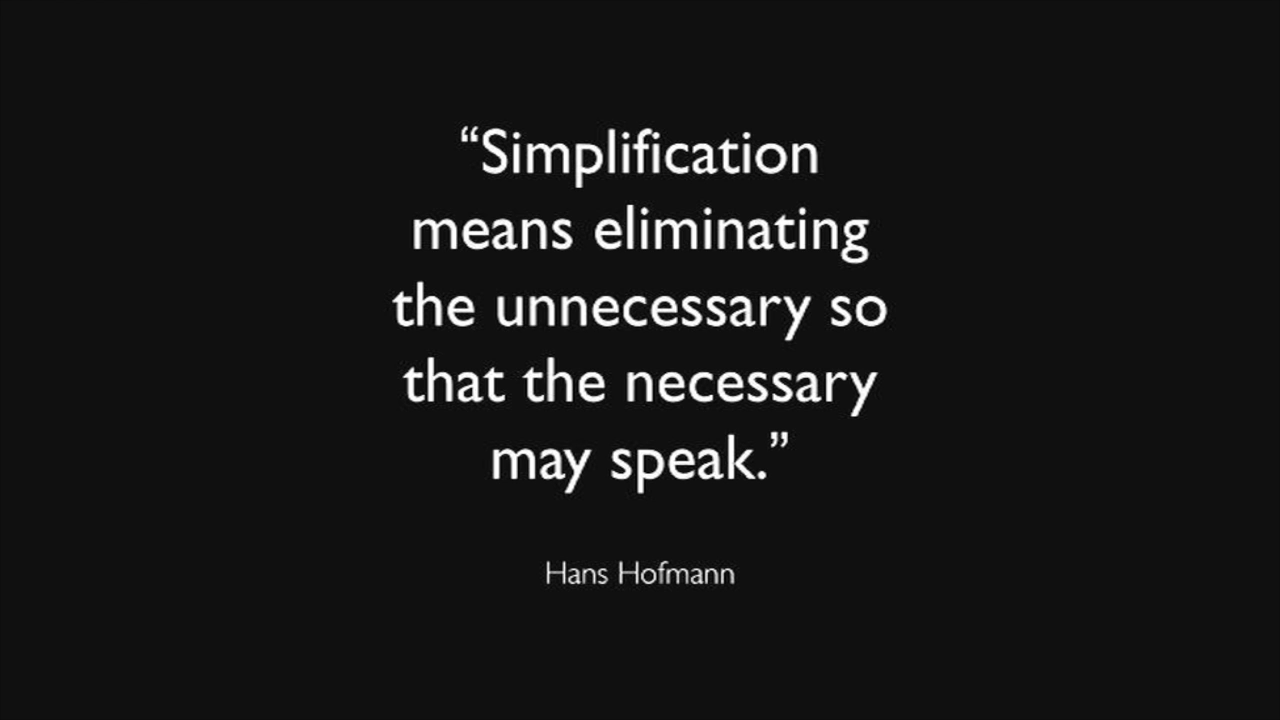 “Simplification
means eliminating
the unnecessary so
that the necessary
may speak.”
Hans Hofmann